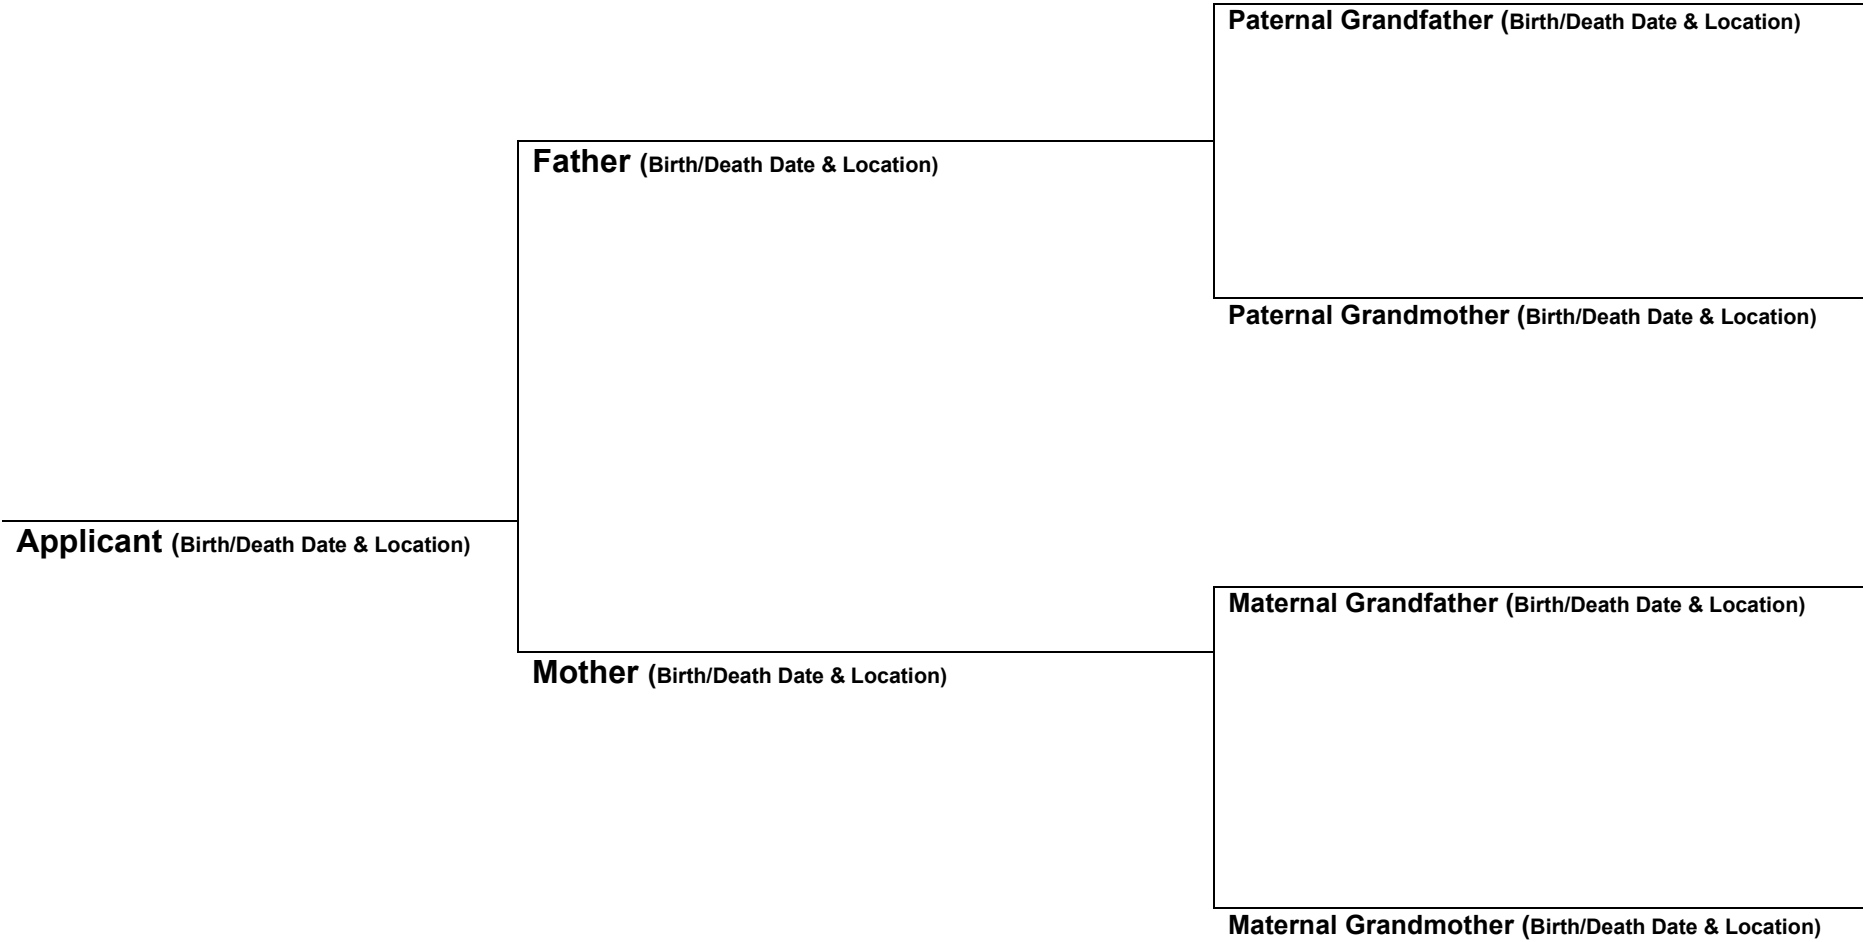 Paternal Grandfather (Birth/Death Date & Location)
Father (Birth/Death Date & Location)
Paternal Grandmother (Birth/Death Date & Location)
Applicant (Birth/Death Date & Location)
Maternal Grandfather (Birth/Death Date & Location)
Mother (Birth/Death Date & Location)
Maternal Grandmother (Birth/Death Date & Location)